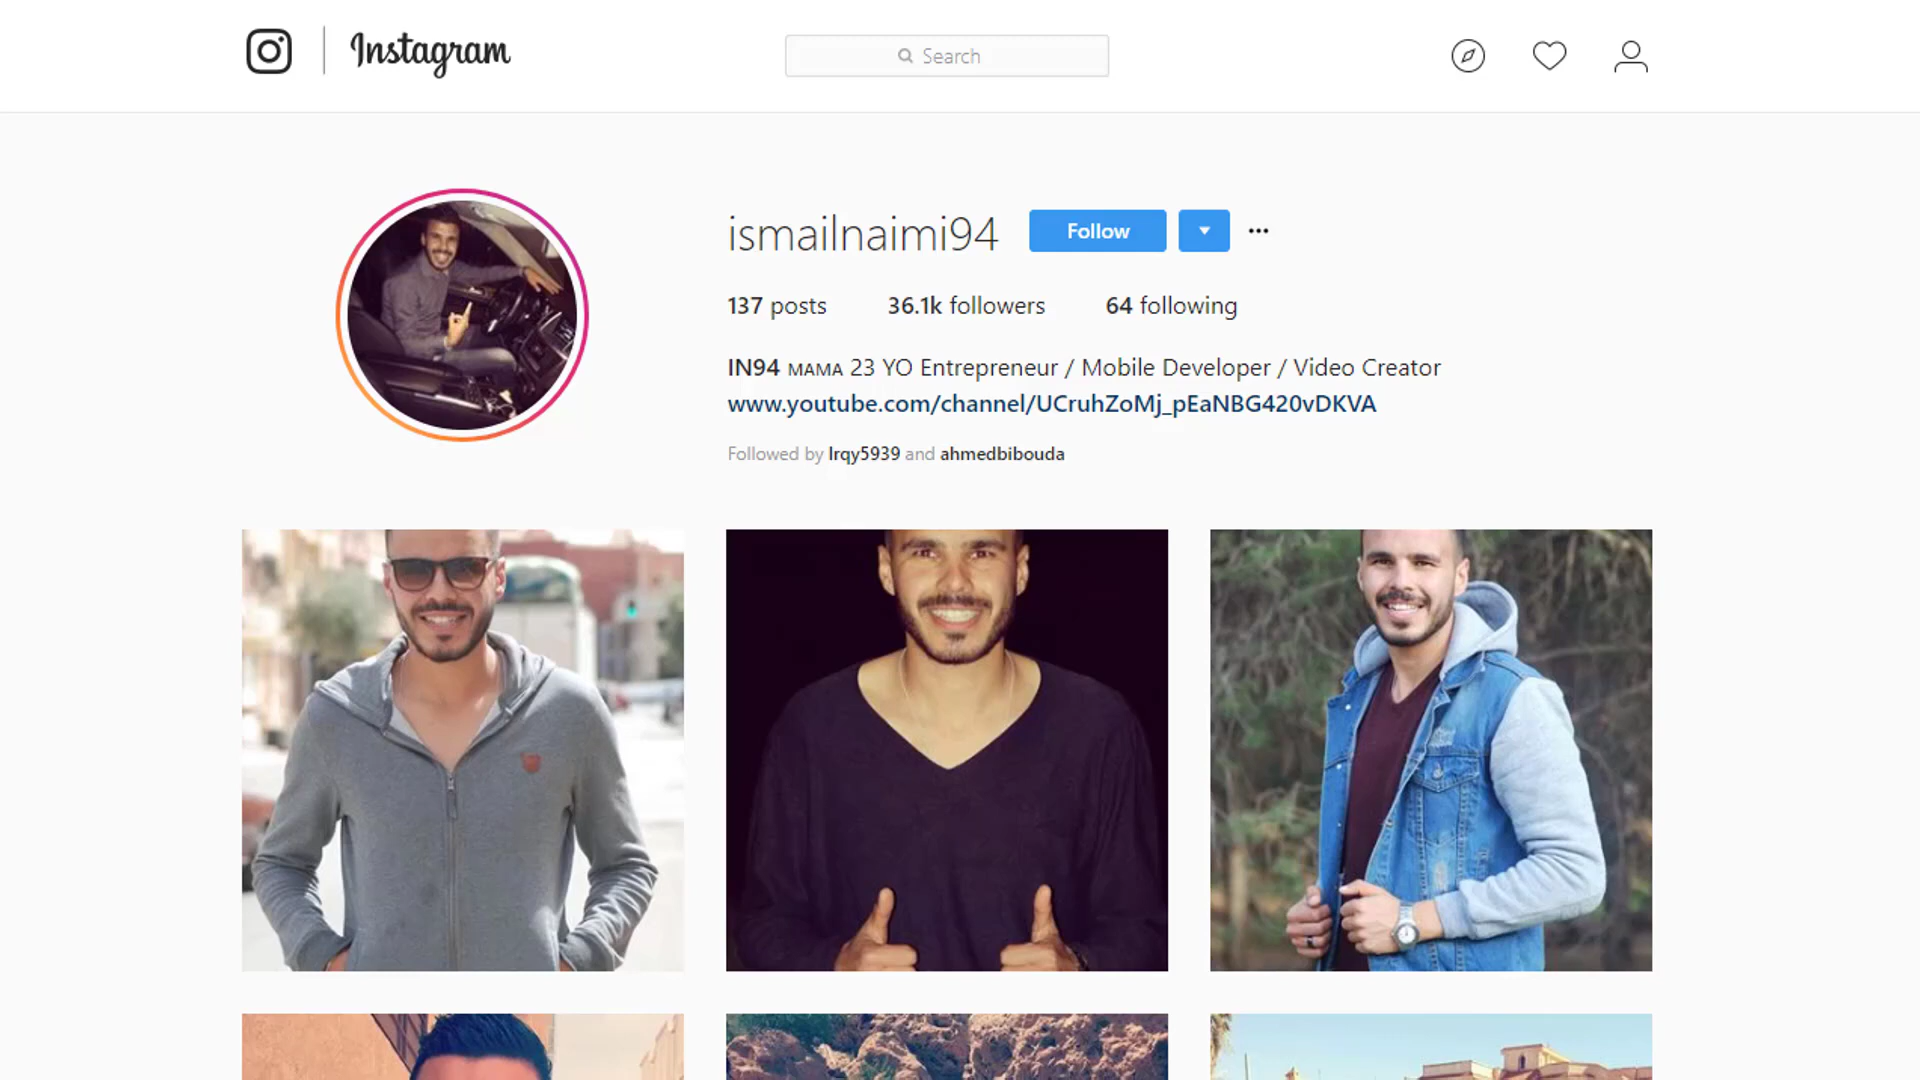 Instagram
Search
ismailnaimi94 Follow
137 posts 36.1k followers 64 following
IN94 ᴍᴀᴍᴀ 23 YO Entrepreneur / Mobile Developer / Video Creator
www.youtube.com/channel/UCruhZoMj_pEaNBG420vDKVA
Followed by lrqy5939 and ahmedbibouda